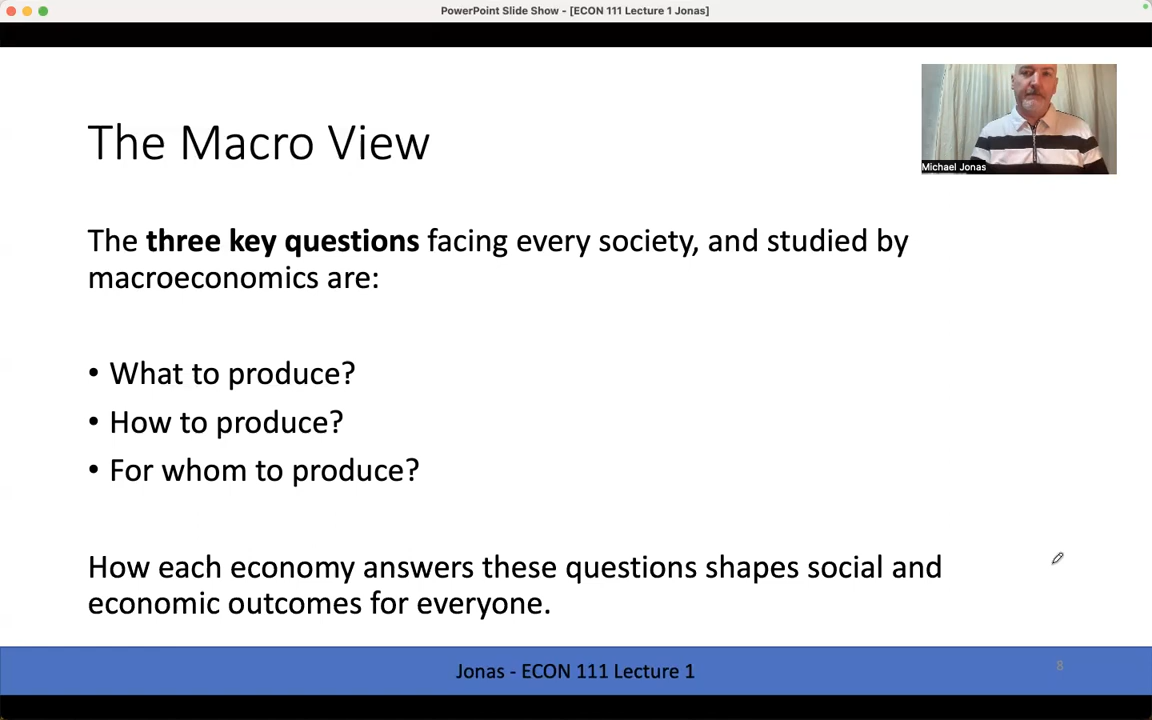 PowerPoint Slide Show - [ECON 111 Lecture 1 Jonas]
Michael Jonas
The Macro View
The three key questions facing every society, and studied by
macroeconomics are:
• What to produce?
• How to produce?
• For whom to produce?
How each economy answers these questions shapes social and
economic outcomes for everyone.
Jonas - ECON 111 Lecture 1
8